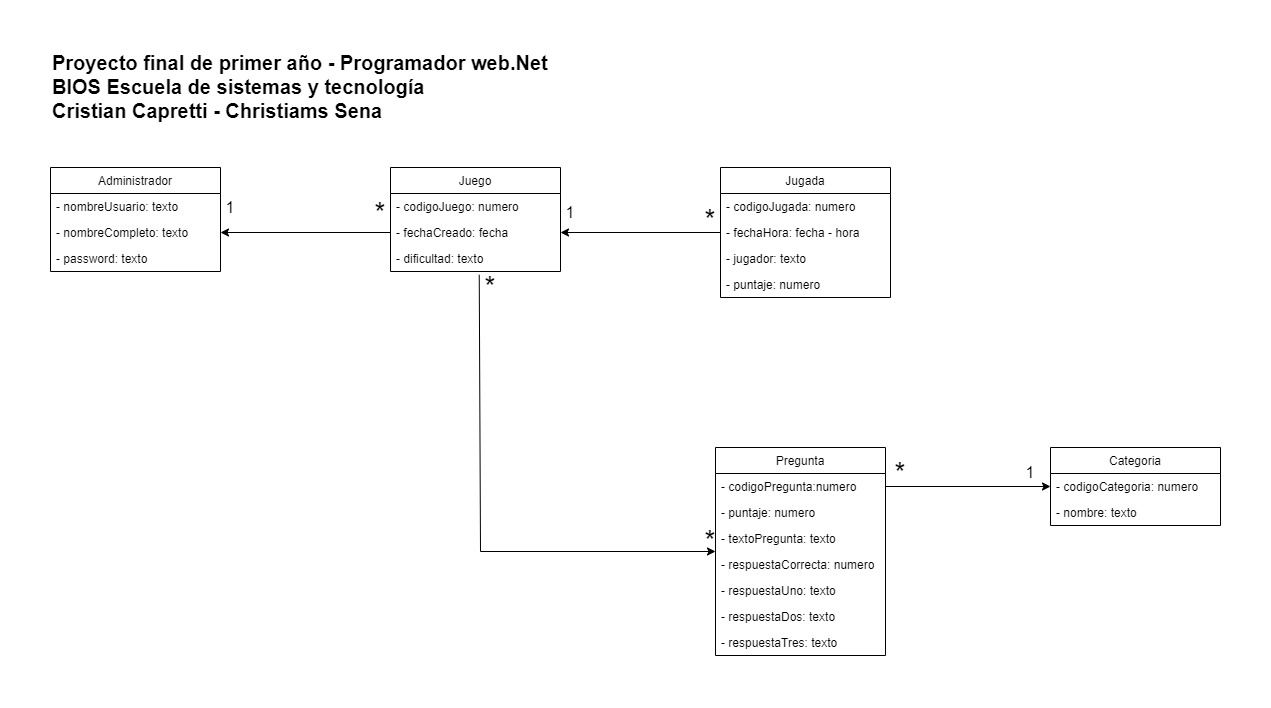 Proyecto final de primer año - Programador web.Net
BIOS Escuela de sistemas y tecnología
Cristian Capretti - Christiams Sena
Administrador
- nombreUsuario: texto
- nombreCompleto: texto
- password: texto
1
*
Juego
- codigoJuego: numero
- fechaCreado: fecha
- dificultad: texto
1
*
Jugada
- codigoJugada: numero
- fechaHora: fecha - hora
- jugador: texto
- puntaje: numero
*
*
Pregunta
- codigoPregunta:numero
- puntaje: numero
- textoPregunta: texto
- respuestaCorrecta: numero
- respuestaUno: texto
- respuestaDos: texto
- respuestaTres: texto
*
1
Categoria
- codigoCategoria: numero
- nombre: texto